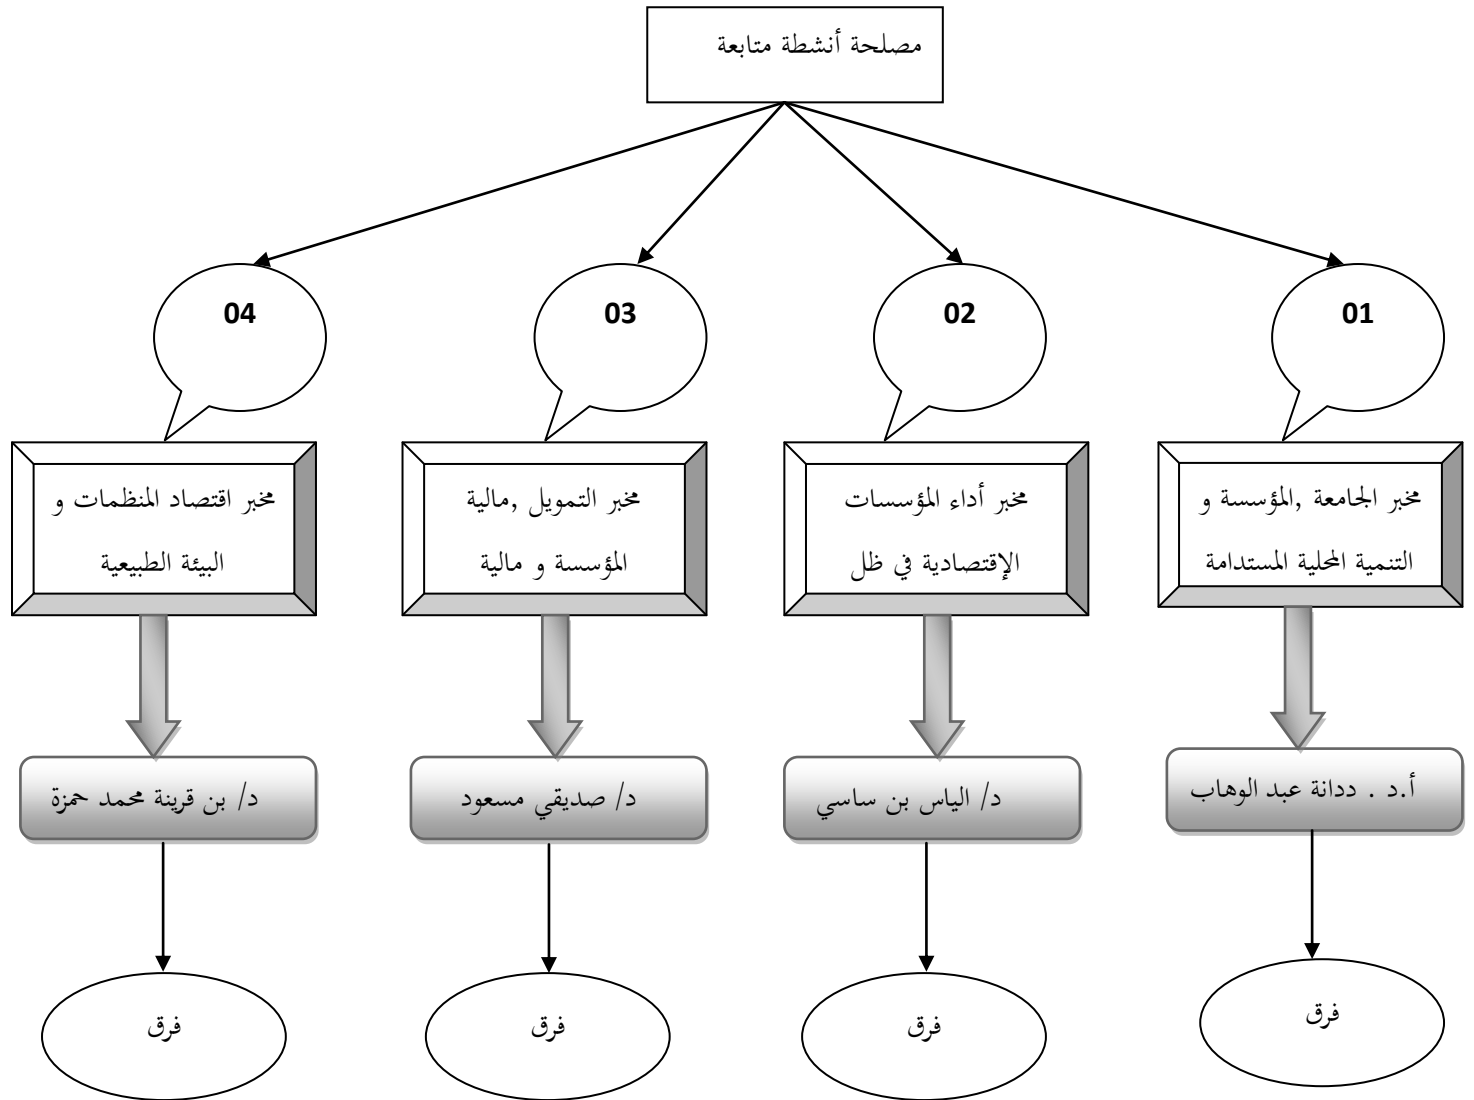 مصلحة أنشطة متابعة
01
02
03
04
مخبر الجامعة ,المؤسسة و
التنمية المحلية المستدامة
مخبر أداء المؤسسات
الإقتصادية في ظل
مخبر التمويل ,مالية
المؤسسة و مالية
مخبر اقتصاد المنظمات و
البيئة الطبيعية
أ.د . ددانة عبد الوهاب
د/ الياس بن ساسي
د/ صديقي مسعود
د/ بن قرينة محمد حمزة
فرق
فرق
فرق
فرق